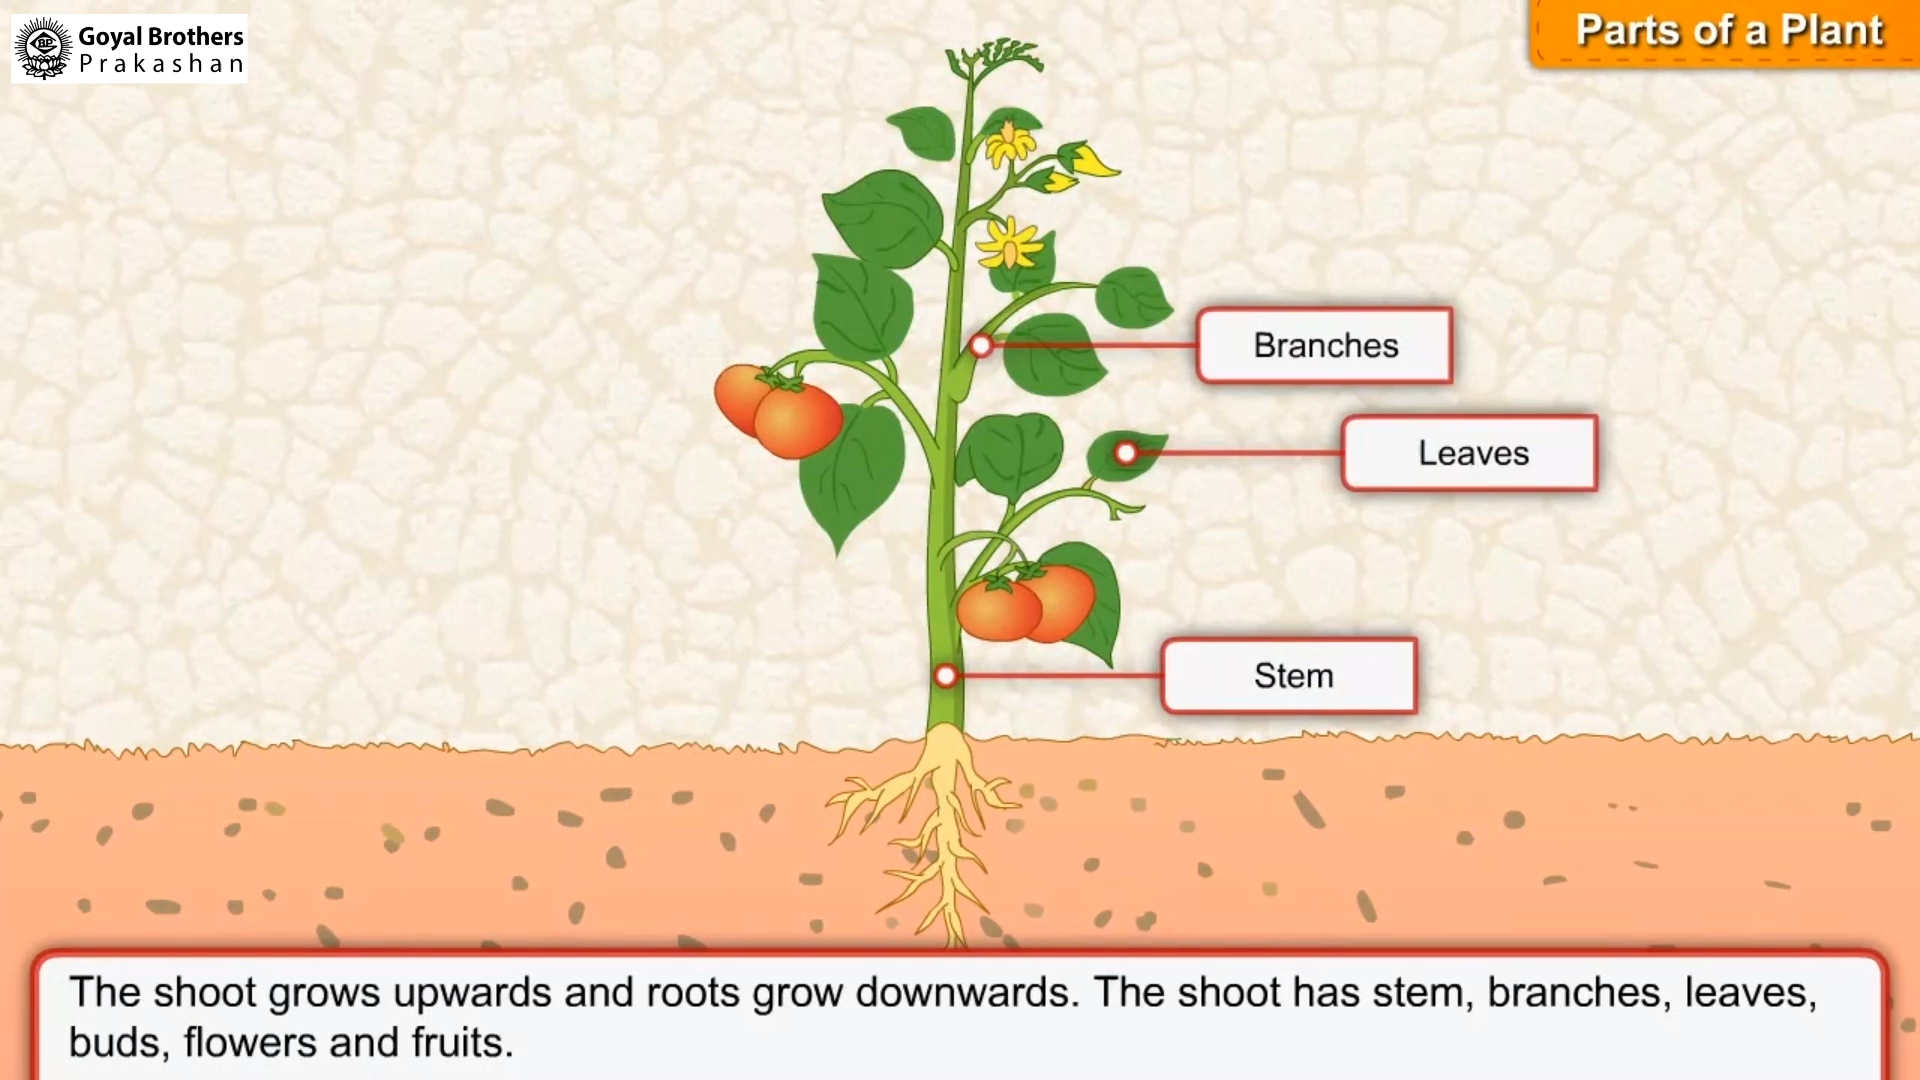 Goyal Brothers
Prakashan
Parts of a Plant
Branches
Leaves
Stem
The shoot grows upwards and roots grow downwards. The shoot has stem, branches, leaves,
buds, flowers and fruits.